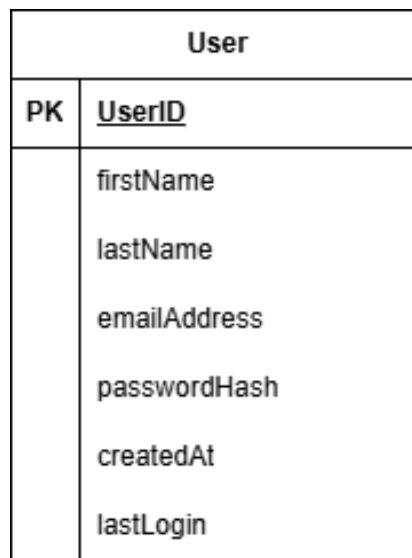 User
PK UserID
firstName
lastName
emailAddress
passwordHash
createdAt
lastLogin